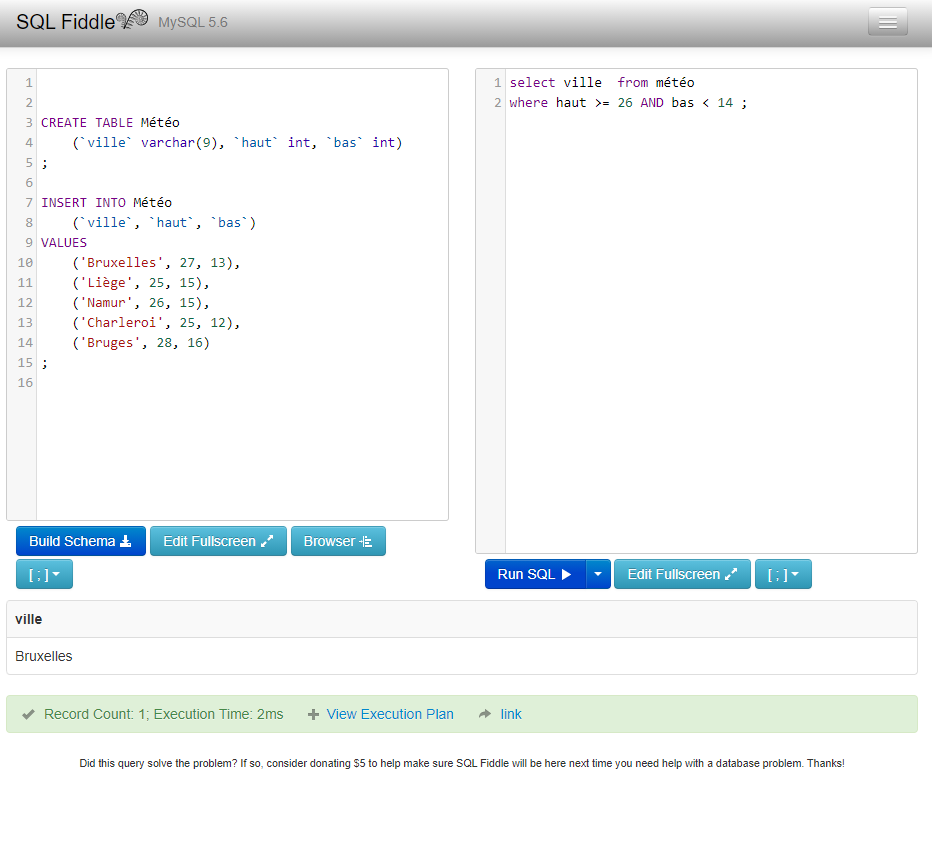 SQL Fiddle MySQL 5.6
1
2
3 CREATE TABLE Météo
4 (`ville` varchar(9), `haut` int, `bas` int)
5 ;
6
7 INSERT INTO Météo
8 (`ville`, `haut`, `bas`)
9 VALUES
10 ('Bruxelles', 27, 13),
11 ('Liège', 25, 15),
12 ('Namur', 26, 15),
13 ('Charleroi', 25, 12),
14 ('Bruges', 28, 16)
15 ;
16
Build Schema Edit Fullscreen Browser
[ ; ]
1 select ville  from météo
2 where haut >= 26 AND bas < 14 ;
Run SQL Edit Fullscreen [ ; ]
ville
Bruxelles
Record Count: 1; Execution Time: 2ms View Execution Plan link
Did this query solve the problem? If so, consider donating $5 to help make sure SQL Fiddle will be here next time you need help with a database problem. Thanks!